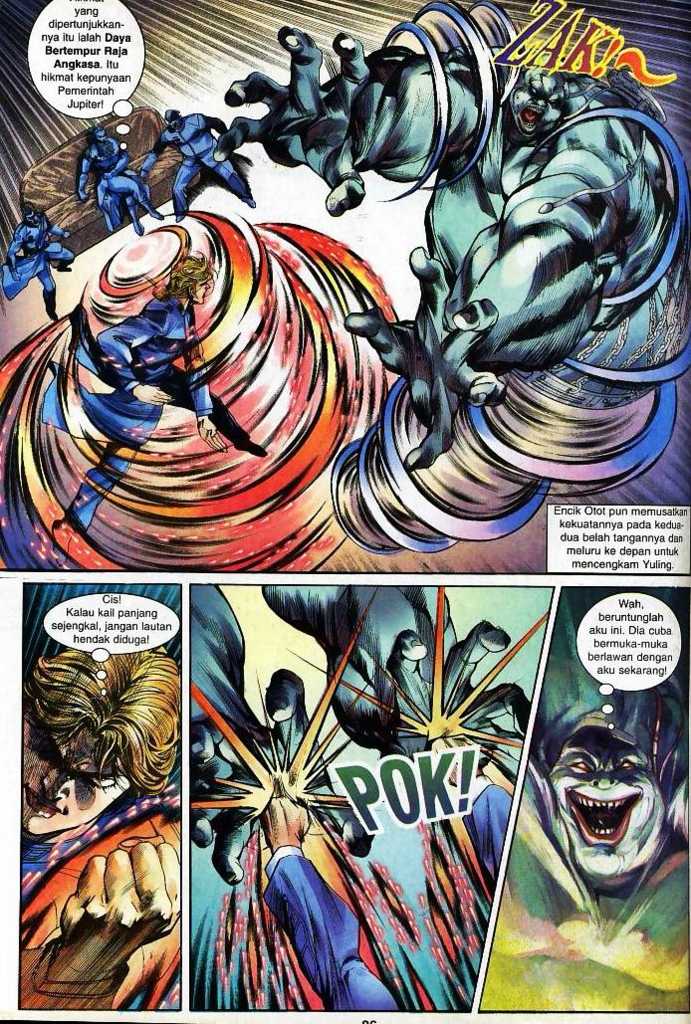 yang
dipertunjukkan-
nya itu ialah Daya
Bertempur Raja
Angkasa. Itu
hikmat kepunyaan
Pemerintah
Jupiter!
ZAK!~
Encik Otot pun memusatkan
kekuatannya pada kedua-
dua belah tangannya dan
meluru ke depan untuk
mencengkam Yuling.
Cis!
Kalau kail panjang
sejengkal, jangan lautan
hendak diduga!
POK!
Wah,
beruntunglah
aku ini. Dia cuba
bermuka-muka
berlawan dengan
aku sekarang!